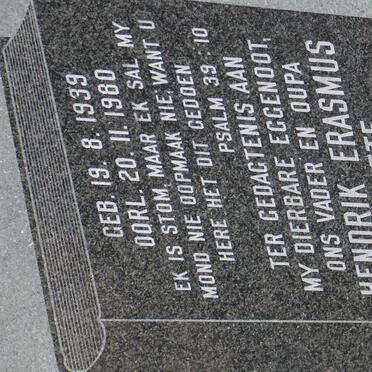 GEB. 19. 8. 1939
OORL. 20. 11. 1980
EK IS STOM, MAAR EK SAL MY
MOND NIE OOPMAAK NIE WANT U
HERE HET DIT GEDOEN
PSALM 39 :10
TER GEDAGTENIS AAN
MY DIERBARE EGGENOOT,
ONS VADER EN OUPA
HENDRIK ERASMUS